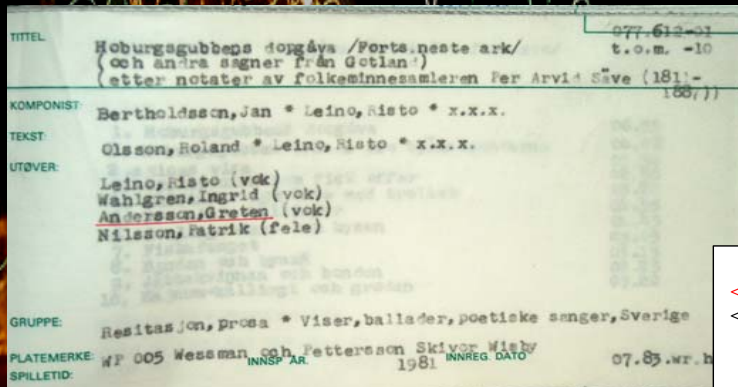 TITTEL
Hoburgsgubbens dopgåva /Forts.neste ark/
(och andra sagner från Gotland)
(etter notater av folkeminnesamleren Per Arvid Säve (1811-
1887))
077.612-01
t.o.m. -10
KOMPONIST:
Bertholdsson,Jan * Leino,Risto * x.x.x.
TEKST:
Olsson,Roland * Leino,Risto * x.x.x.
UTØVER:
Leino,Risto (vok)
Wahlgren,Ingrid (vok)
Andersson,Greten (vok)
Nilsson,Patrik (fele)
GRUPPE:
Resitasjon,prosa * Viser,ballader,poetiske sanger,Sverige
PLATEMERKE:
WP 005 Wessman och Pettersson Skivor Wisby
INNSP ÅR.
1981
INNREG. DATO
07.83.wr.h
SPILLETID:
<
<